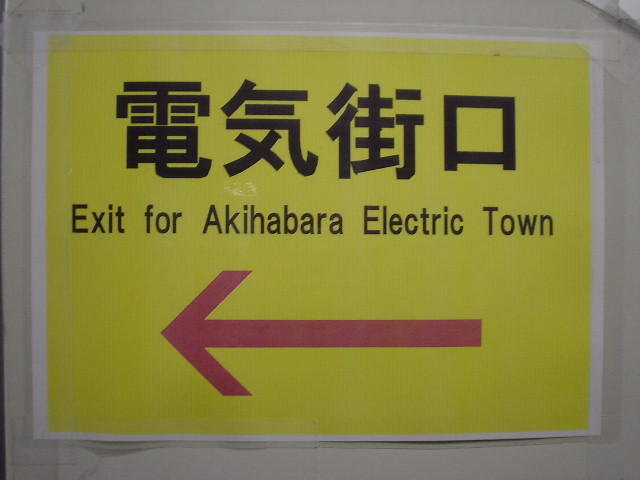 電気街口
Exit for Akihabara Electric Town